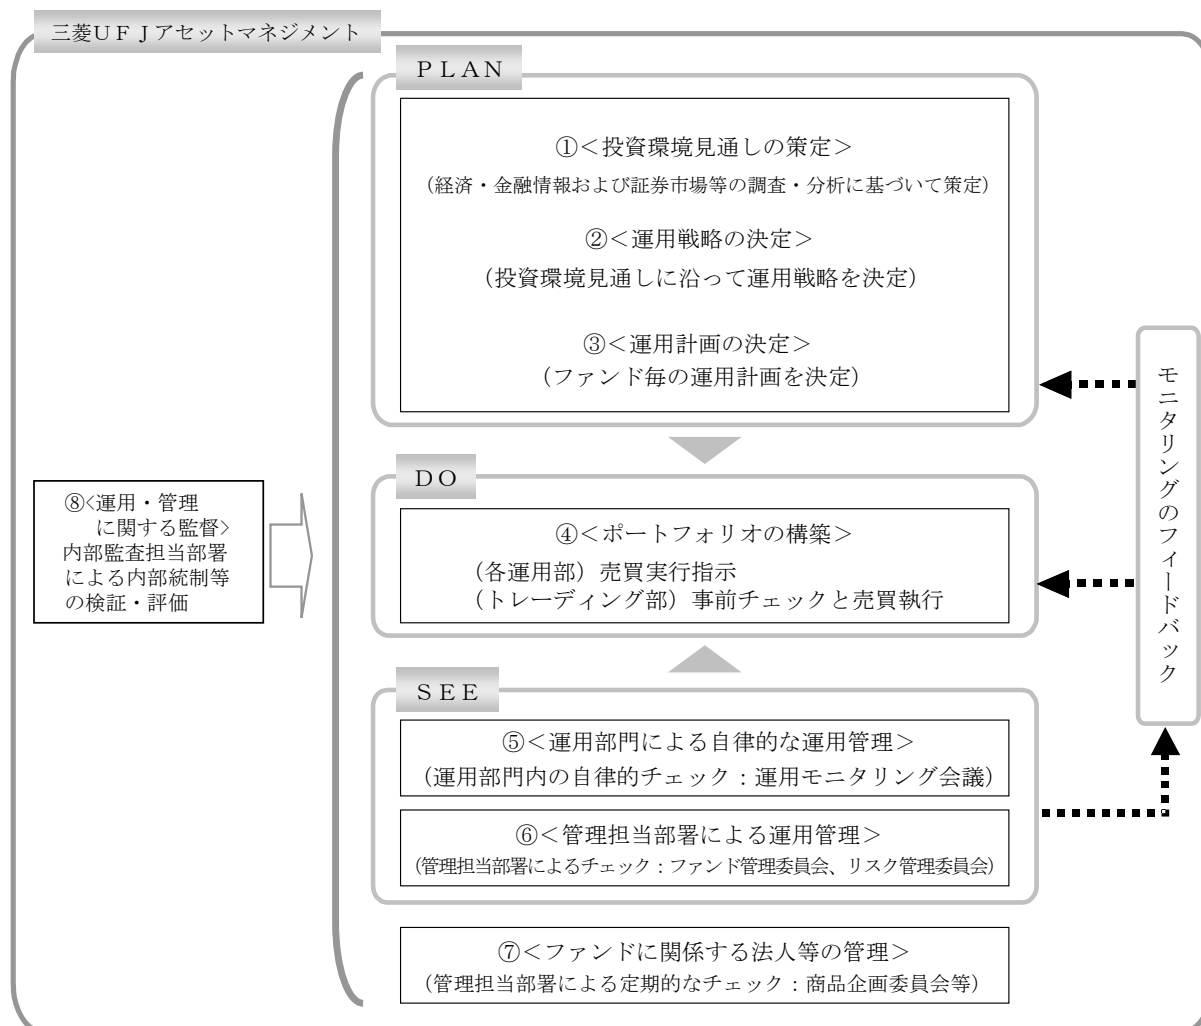 三菱ＵＦＪアセットマネジメント
ＰＬＡＮ
①＜投資環境見通しの策定＞
（経済・金融情報および証券市場等の調査・分析に基づいて策定）
②＜運用戦略の決定＞
（投資環境見通しに沿って運用戦略を決定）
③＜運用計画の決定＞
（ファンド毎の運用計画を決定）
ＤＯ
④＜ポートフォリオの構築＞
（各運用部）売買実行指示
（トレーディング部）事前チェックと売買執行
ＳＥＥ
⑤＜運用部門による自律的な運用管理＞
（運用部門内の自律的チェック：運用モニタリング会議）
⑥＜管理担当部署による運用管理＞
（管理担当部署によるチェック：ファンド管理委員会、リスク管理委員会）
⑦＜ファンドに関係する法人等の管理＞
（管理担当部署による定期的なチェック：商品企画委員会等）
⑧<運用・管理
に関する監督>
内部監査担当部署
による内部統制等
の検証・評価
モニタリングのフィードバック